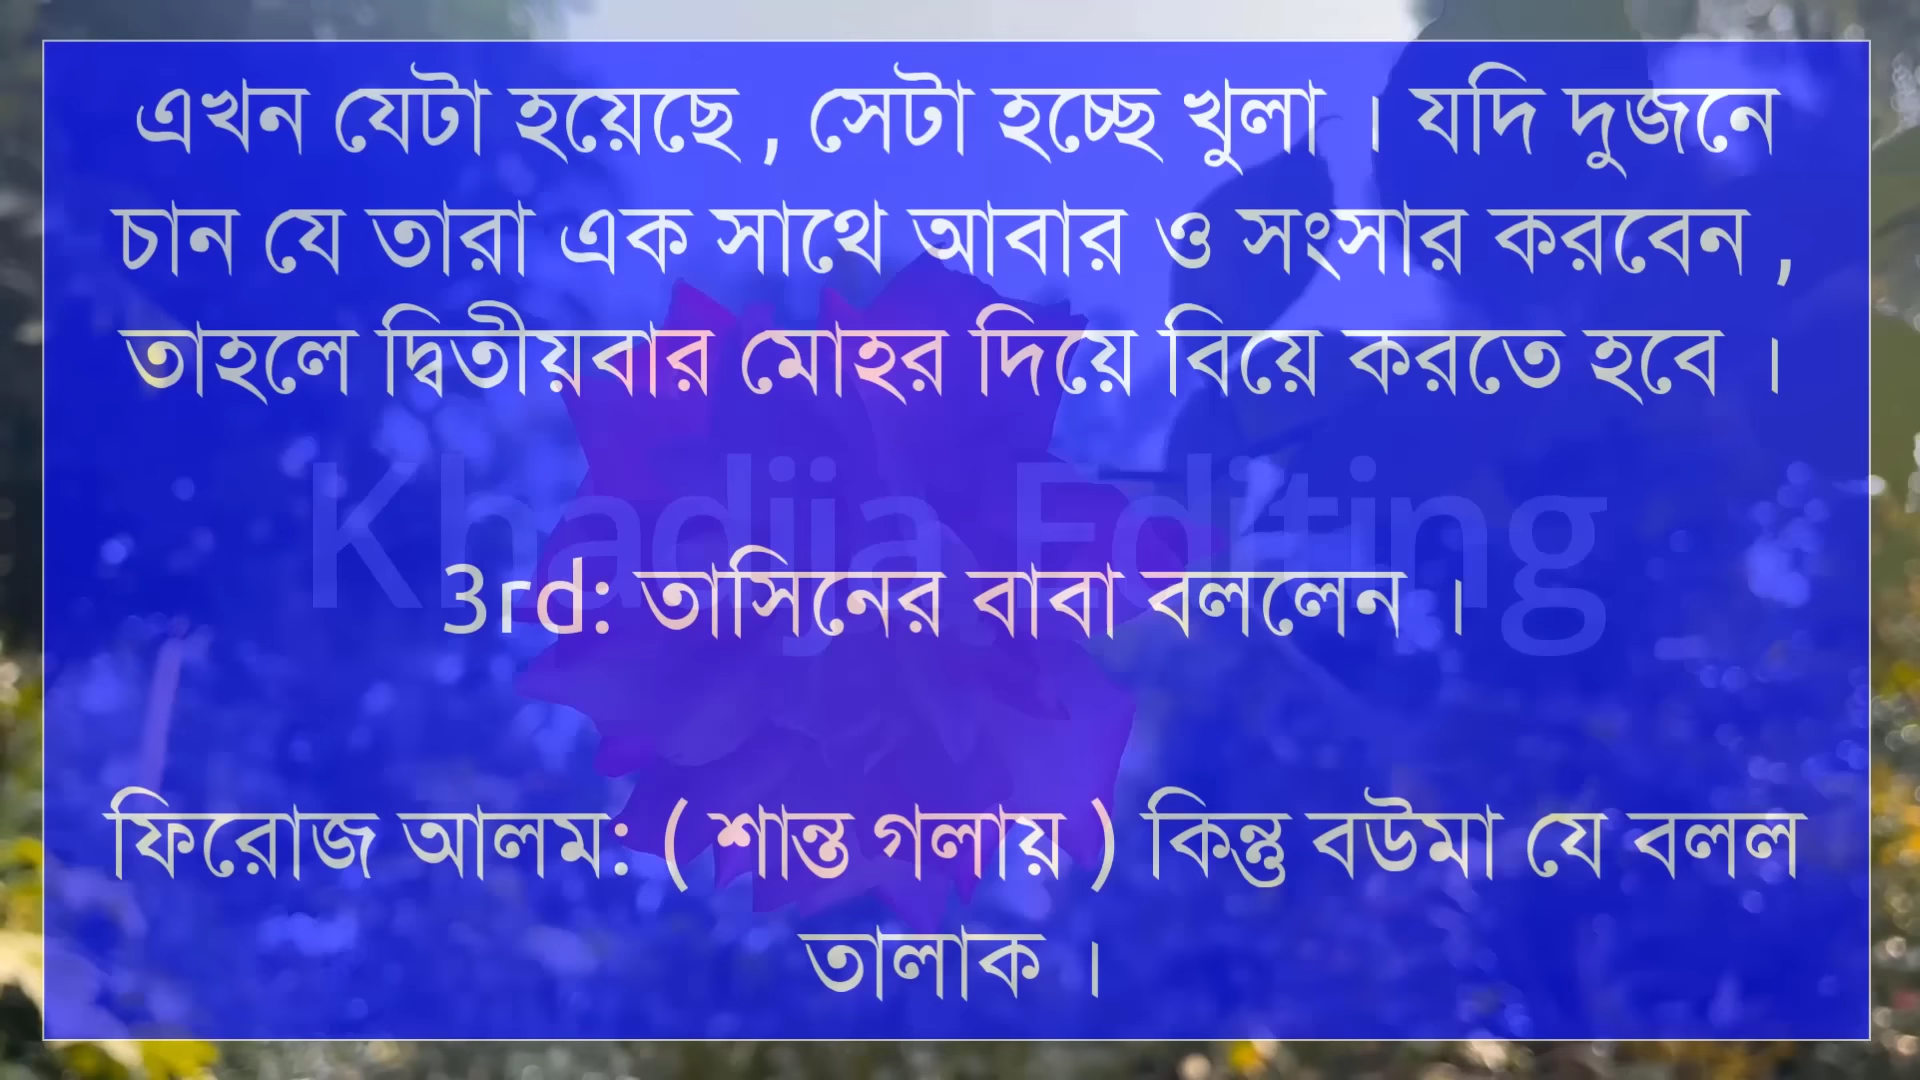 এখন যেটা হয়েছে , সেটা হচ্ছে খুলা । যদি দুজনে
চান যে তারা এক সাথে আবার ও সংসার করবেন ,
তাহলে দ্বিতীয়বার মোহর দিয়ে বিয়ে করতে হবে ।
Khadija Editing _
3rd: তাসিনের বাবা বললেন ।
ফিরোজ আলম: ( শান্ত গলায় ) কিন্তু বউমা যে বলল
তালাক ।